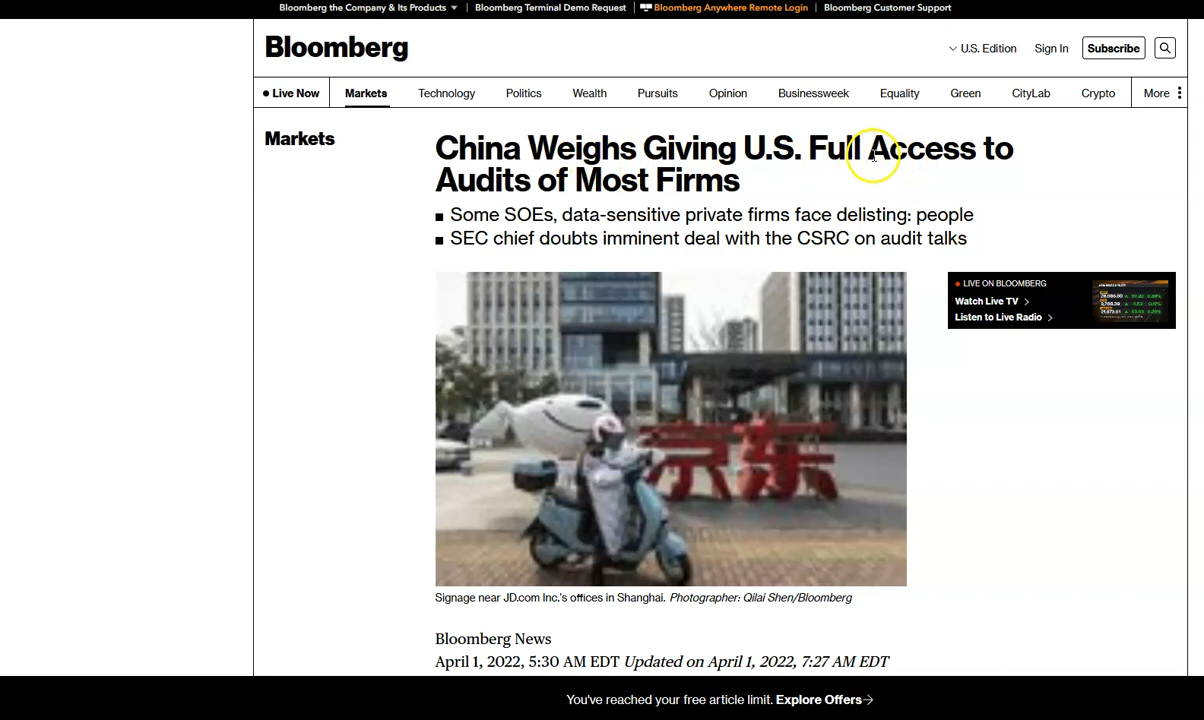 Bloomberg the Company & Its Products Bloomberg Terminal Demo Request Bloomberg Anywhere Remote Login Bloomberg Customer Support
Bloomberg
U.S. Edition Sign In Subscribe
Live Now Markets Technology Politics Wealth Pursuits Opinion Businessweek Equality Green CityLab Crypto More
Markets
China Weighs Giving U.S. Full Access to
Audits of Most Firms
Some SOEs, data-sensitive private firms face delisting: people
SEC chief doubts imminent deal with the CSRC on audit talks
LIVE ON BLOOMBERG
Watch Live TV
Listen to Live Radio
京东
Signage near JD.com Inc.'s offices in Shanghai. Photographer: Qilai Shen/Bloomberg
Bloomberg News
April 1, 2022, 5:30 AM EDT Updated on April 1, 2022, 7:27 AM EDT
You've reached your free article limit. Explore Offers